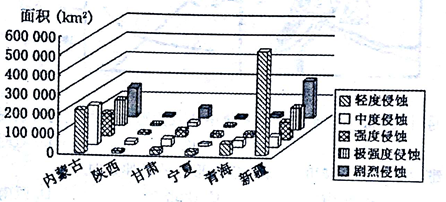 面积(km²)
600 000
500 000
400 000
300 000
200 000
100 000
0
内蒙古
陕西
甘肃
宁夏
青海
新疆
轻度侵蚀
中度侵蚀
强度侵蚀
极强度侵蚀
剧烈侵蚀